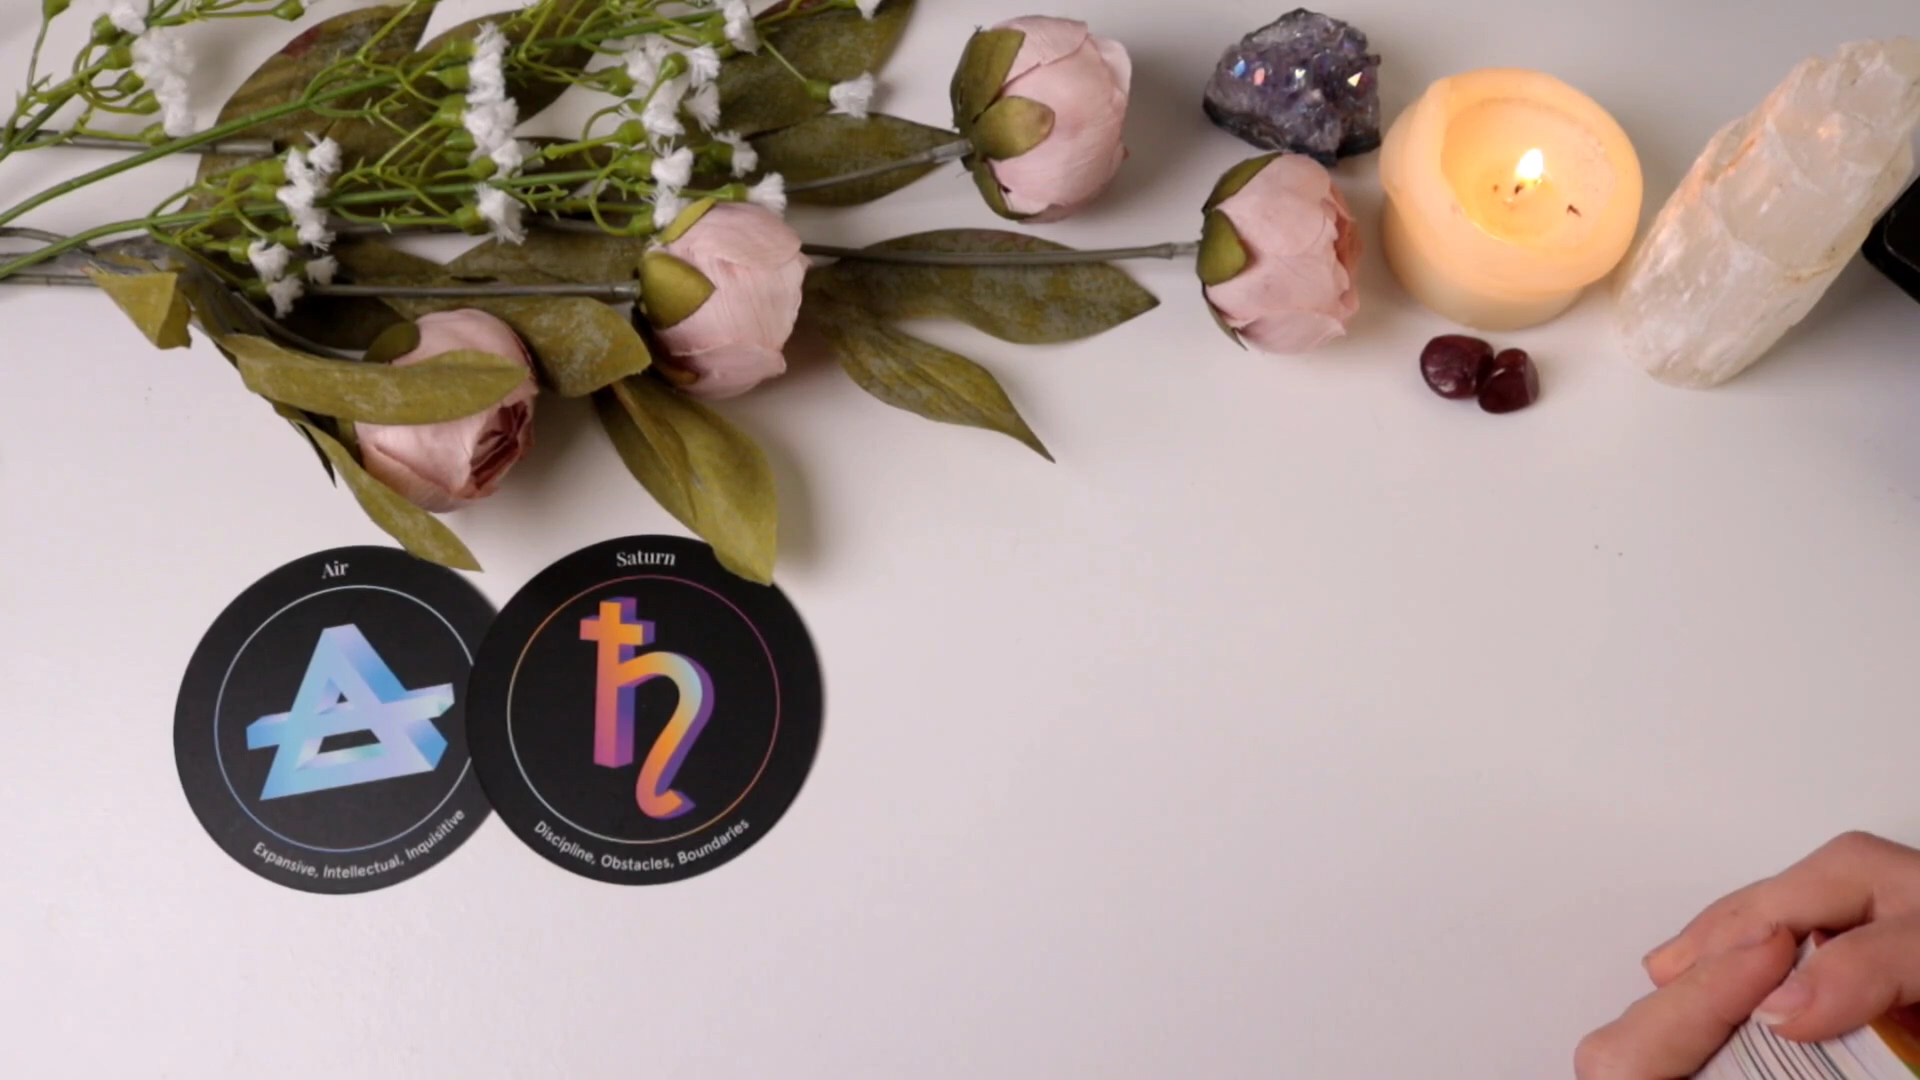 Air
Expansive, Intellectual, Inquisitive
Saturn
Discipline, Obstacles, Boundaries